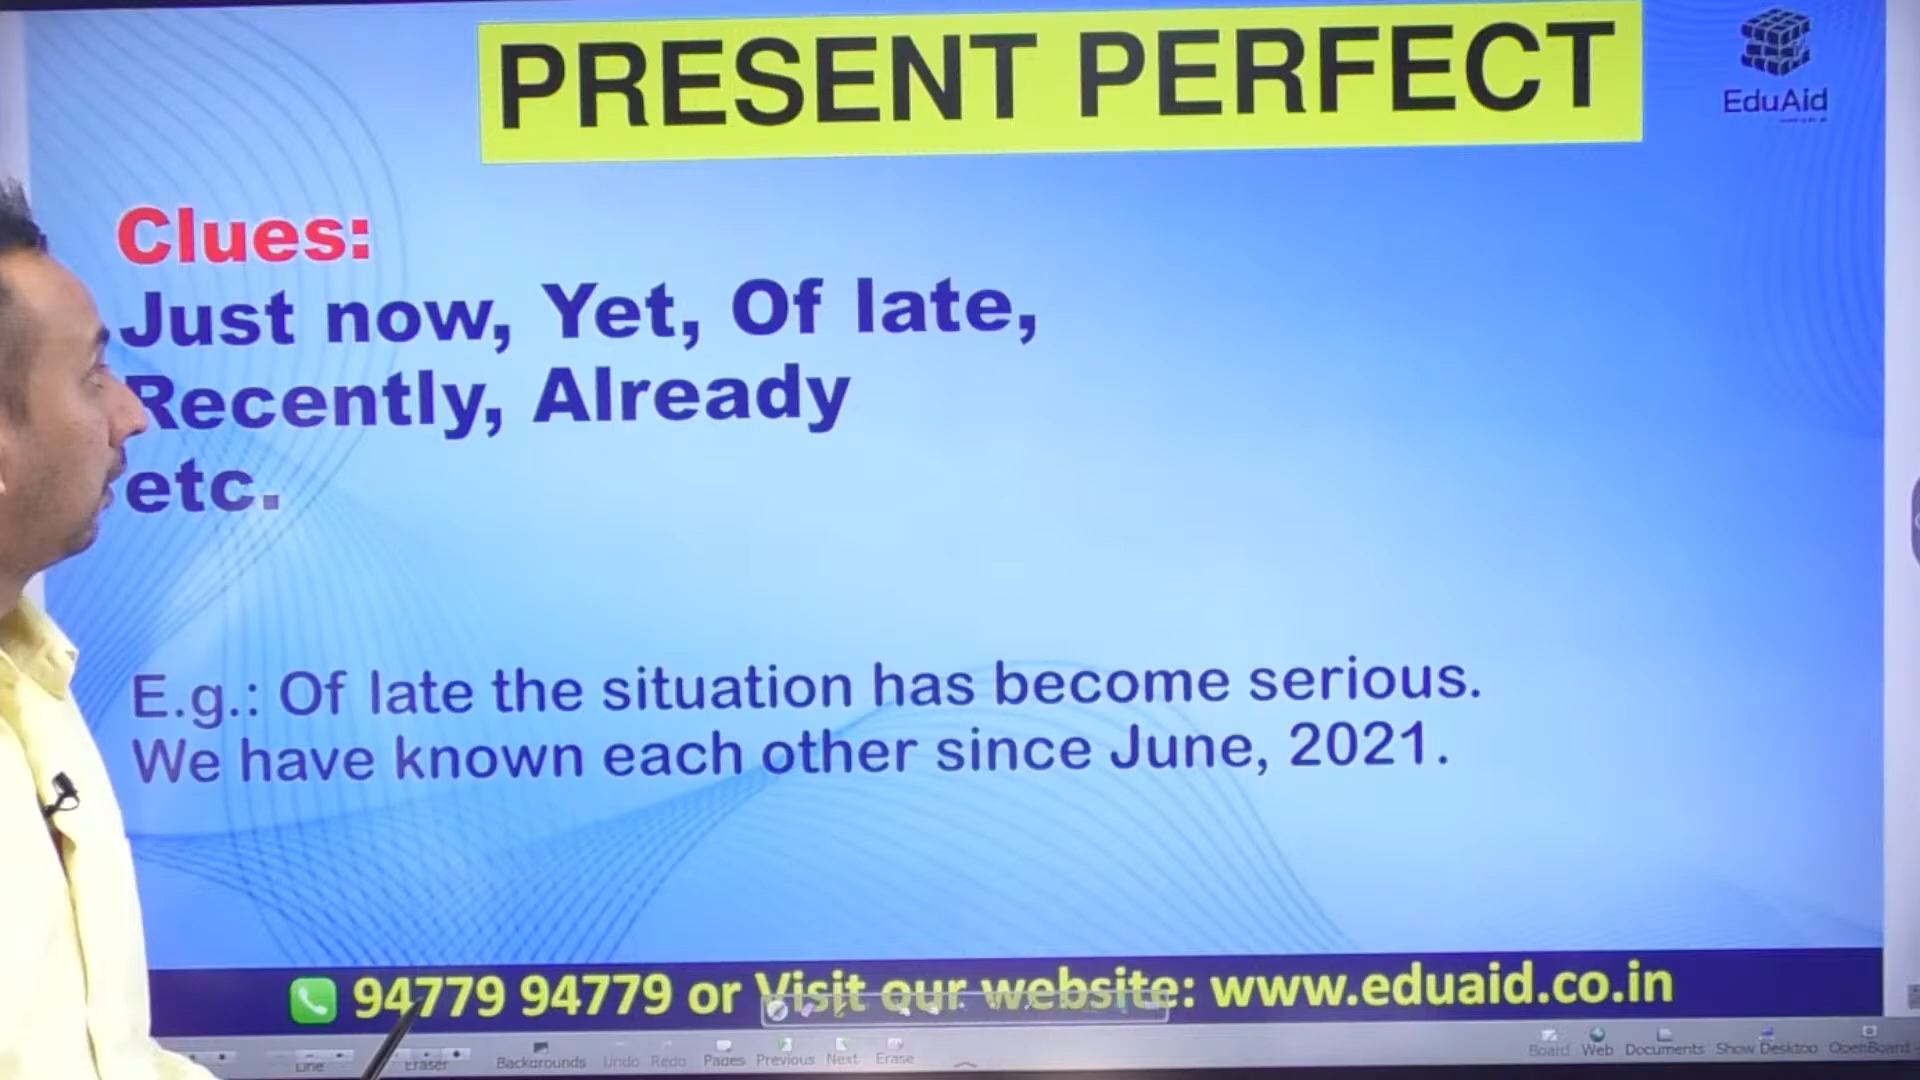 PRESENT PERFECT
EduAid
Clues:
Just now, Yet, Of late,
Recently, Already
etc.
E.g.: Of late the situation has become serious.
We have known each other since June, 2021.
94779 94779 or Visit our website: www.eduaid.co.in
Line Eraser Backgrounds Undo Redo Pages Previous Next Erase Board Web Documents Show Desktop OpenBoard